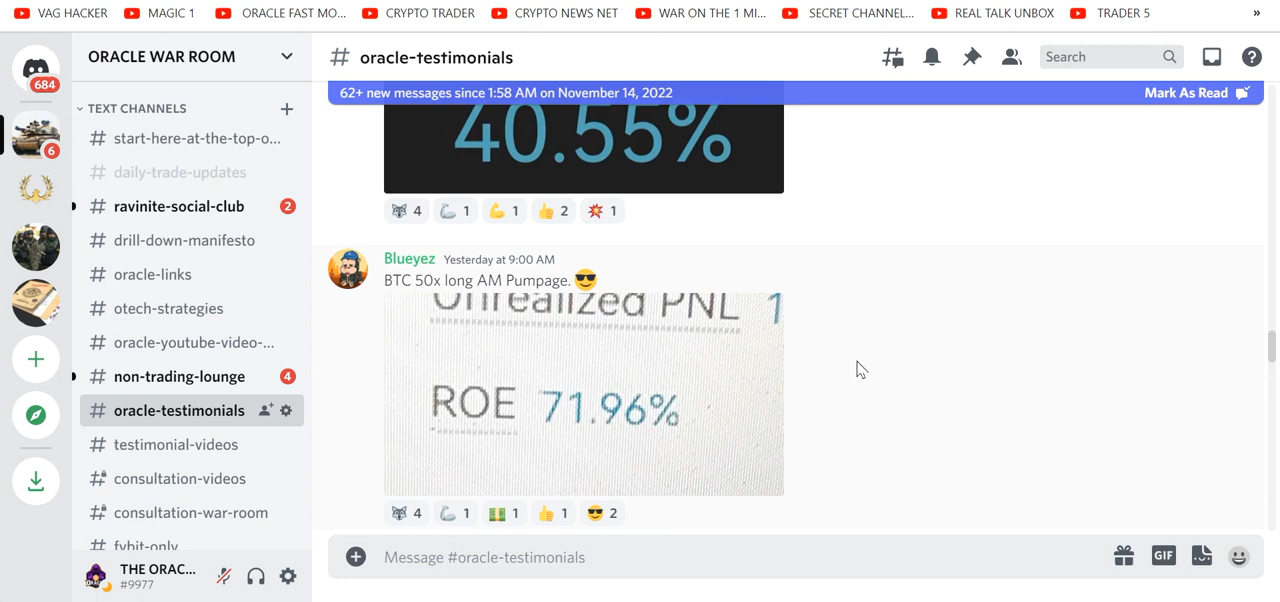 VAG HACKER MAGIC 1 ORACLE FAST MO... CRYPTO TRADER CRYPTO NEWS NET WAR ON THE 1 MI... SECRET CHANNEL... REAL TALK UNBOX TRADER 5 »
684
6
ORACLE WAR ROOM
TEXT CHANNELS
# start-here-at-the-top-o...
# daily-trade-updates
# ravinite-social-club 2
# drill-down-manifesto
# oracle-links
# otech-strategies
# oracle-youtube-video-...
# non-trading-lounge 4
# oracle-testimonials
# testimonial-videos
# consultation-videos
# consultation-war-room
# fybit-only
THE ORAC...
#9977
# oracle-testimonials
Search
62+ new messages since 1:58 AM on November 14, 2022 Mark As Read
40.55%
4 1 1 2 1
Blueyez Yesterday at 9:00 AM
BTC 50x long AM Pumpage.
Unrealized PNL 1
ROE 71.96%
4 1 1 1 2
Message #oracle-testimonials
GIF